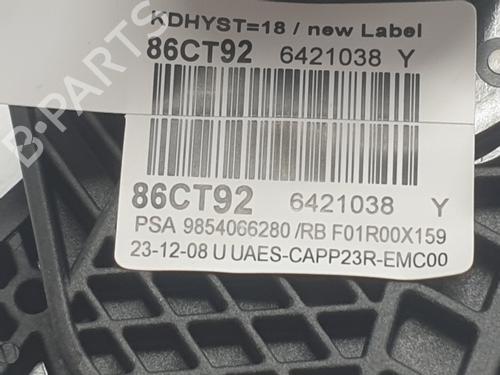 KDHYST=18 / new Label
86CT92 6421038 Y
86CT92 6421038 Y
PSA 9854066280 /RB F01R00X159
23-12-08 U UAES-CAPP23R-EMC00
B-PARTS